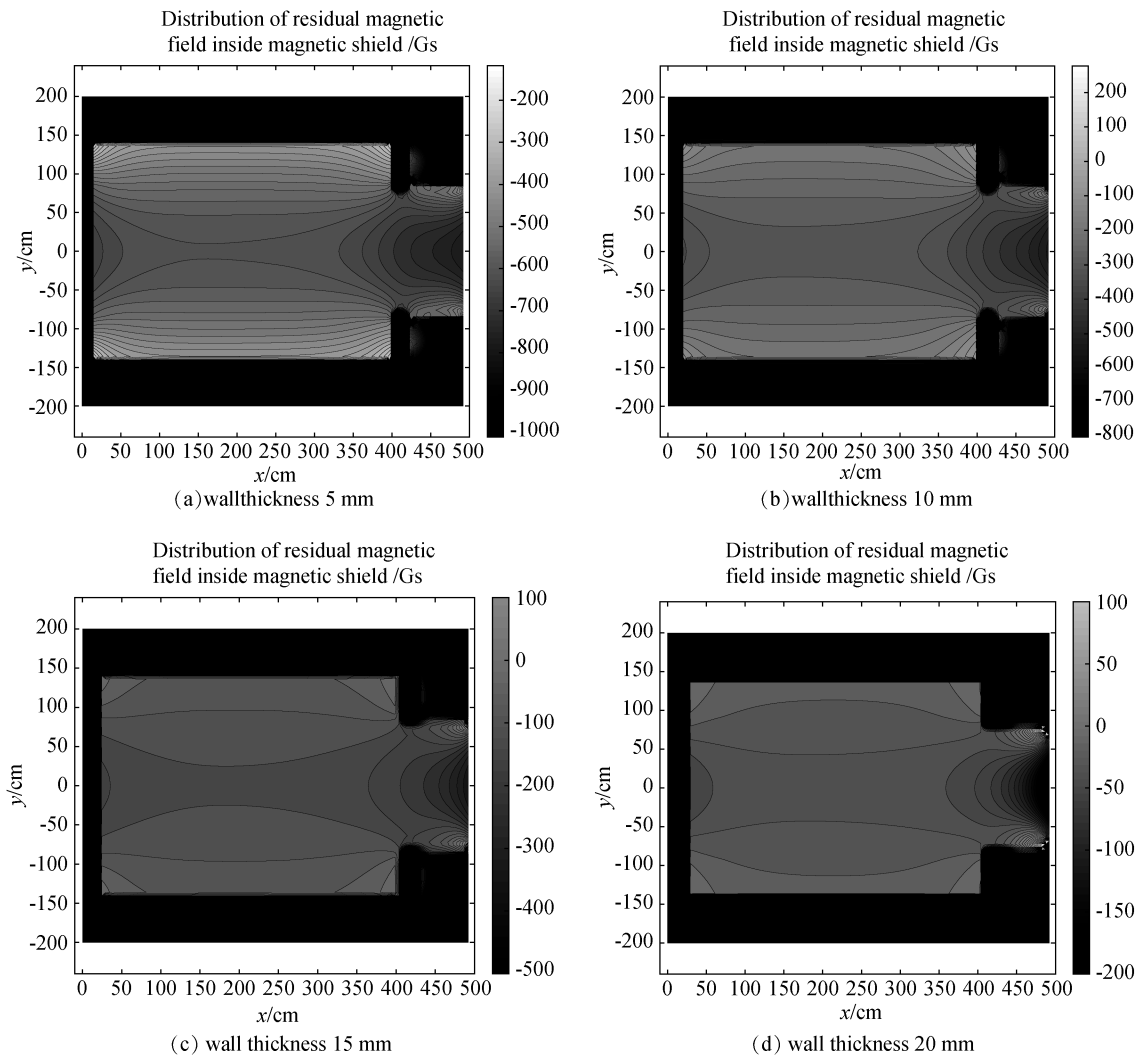 Distribution of residual magnetic
field inside magnetic shield /Gs
200
150
100
50
0
-50
-100
-150
-200
y/cm
0 50 100 150 200 250 300 350 400 450 500
x/cm
-200
-300
-400
-500
-600
-700
-800
-900
-1000
(a)wallthickness 5 mm
Distribution of residual magnetic
field inside magnetic shield /Gs
200
150
100
50
0
-50
-100
-150
-200
y/cm
0 50 100 150 200 250 300 350 400 450 500
x/cm
200
100
0
-100
-200
-300
-400
-500
-600
-700
-800
(b)wallthickness 10 mm
Distribution of residual magnetic
field inside magnetic shield /Gs
200
150
100
50
0
-50
-100
-150
-200
y/cm
0 50 100 150 200 250 300 350 400 450 500
x/cm
100
0
-100
-200
-300
-400
-500
(c) wall thickness 15 mm
Distribution of residual magnetic
field inside magnetic shield /Gs
200
150
100
50
0
-50
-100
-150
-200
y/cm
0 50 100 150 200 250 300 350 400 450 500
x/cm
100
50
0
-50
-100
-150
-200
(d) wall thickness 20 mm